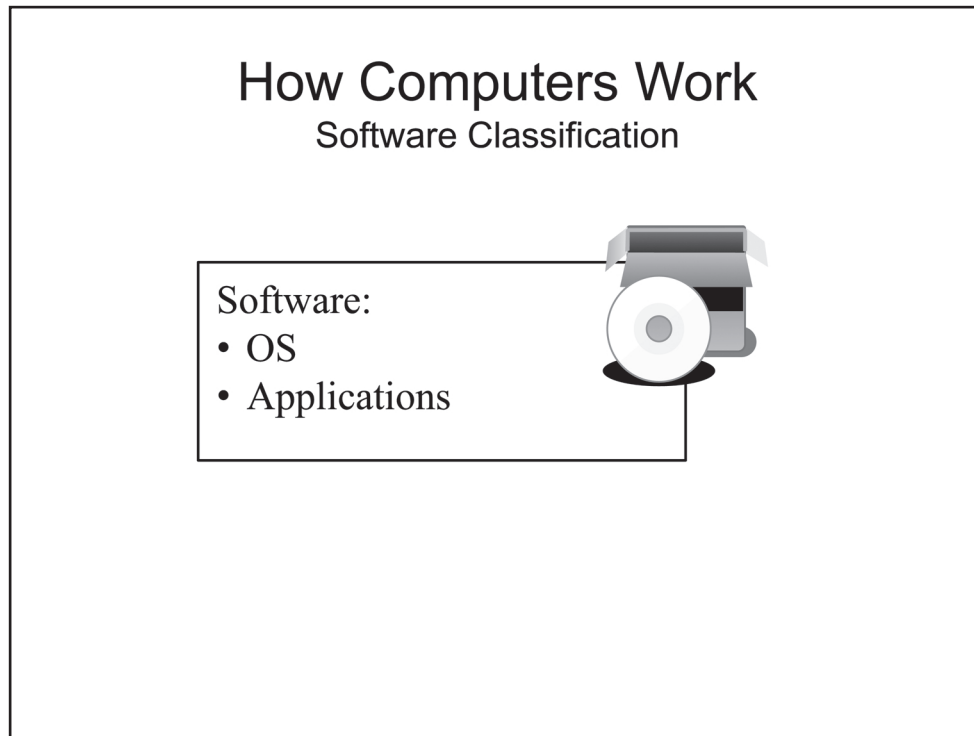 How Computers Work
Software Classification
Software:
• OS
• Applications